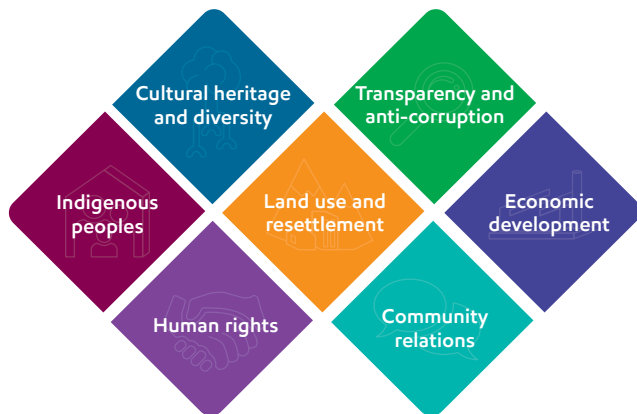 Cultural heritage
and diversity
Transparency and
anti-corruption
Indigenous
peoples
Land use and
resettlement
Economic
development
Human rights
Community
relations